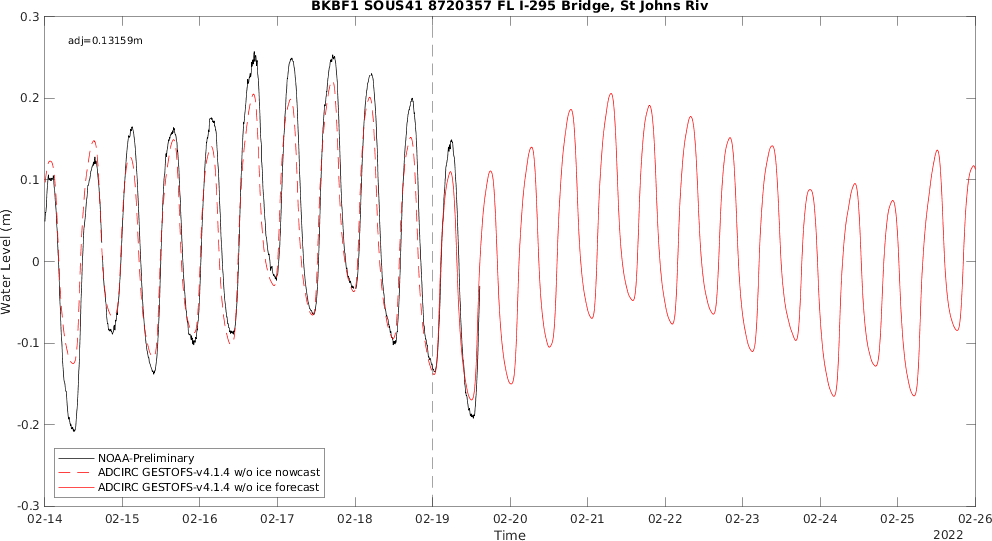 BKBF1 SOUS41 8720357 FL I-295 Bridge, St Johns Riv
adj=0.13159m
0.3
0.2
0.1
0
-0.1
-0.2
-0.3
Water Level (m)
NOAA-Preliminary
ADCIRC GESTOFS-v4.1.4 w/o ice nowcast
ADCIRC GESTOFS-v4.1.4 w/o ice forecast
02-14 02-15 02-16 02-17 02-18 02-19 02-20 02-21 02-22 02-23 02-24 02-25 02-26
Time
2022